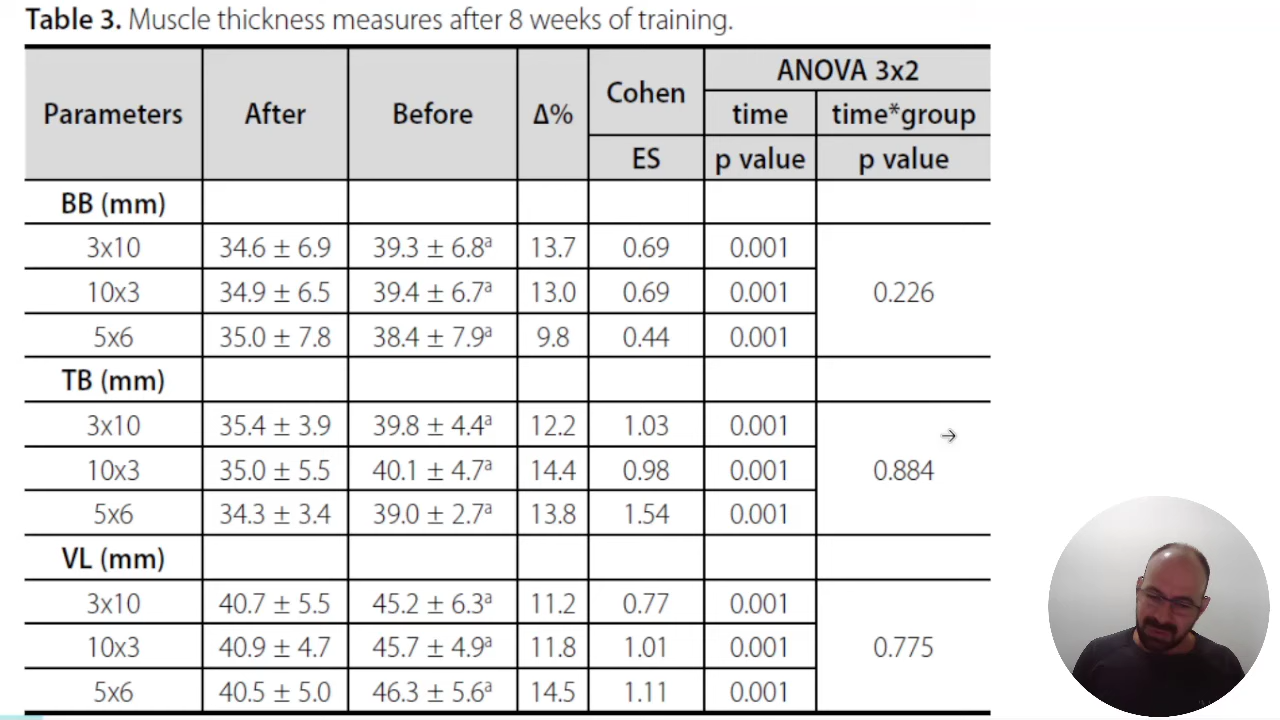 Table 3. Muscle thickness measures after 8 weeks of training.
Parameters After Before Δ% Cohen ANOVA 3x2
time time*group
ES p value p value
BB (mm)
3x10 34.6 ± 6.9 39.3 ± 6.8ᵃ 13.7 0.69 0.001
10x3 34.9 ± 6.5 39.4 ± 6.7ᵃ 13.0 0.69 0.001 0.226
5x6 35.0 ± 7.8 38.4 ± 7.9ᵃ 9.8 0.44 0.001
TB (mm)
3x10 35.4 ± 3.9 39.8 ± 4.4ᵃ 12.2 1.03 0.001
10x3 35.0 ± 5.5 40.1 ± 4.7ᵃ 14.4 0.98 0.001 0.884
5x6 34.3 ± 3.4 39.0 ± 2.7ᵃ 13.8 1.54 0.001
VL (mm)
3x10 40.7 ± 5.5 45.2 ± 6.3ᵃ 11.2 0.77 0.001
10x3 40.9 ± 4.7 45.7 ± 4.9ᵃ 11.8 1.01 0.001 0.775
5x6 40.5 ± 5.0 46.3 ± 5.6ᵃ 14.5 1.11 0.001